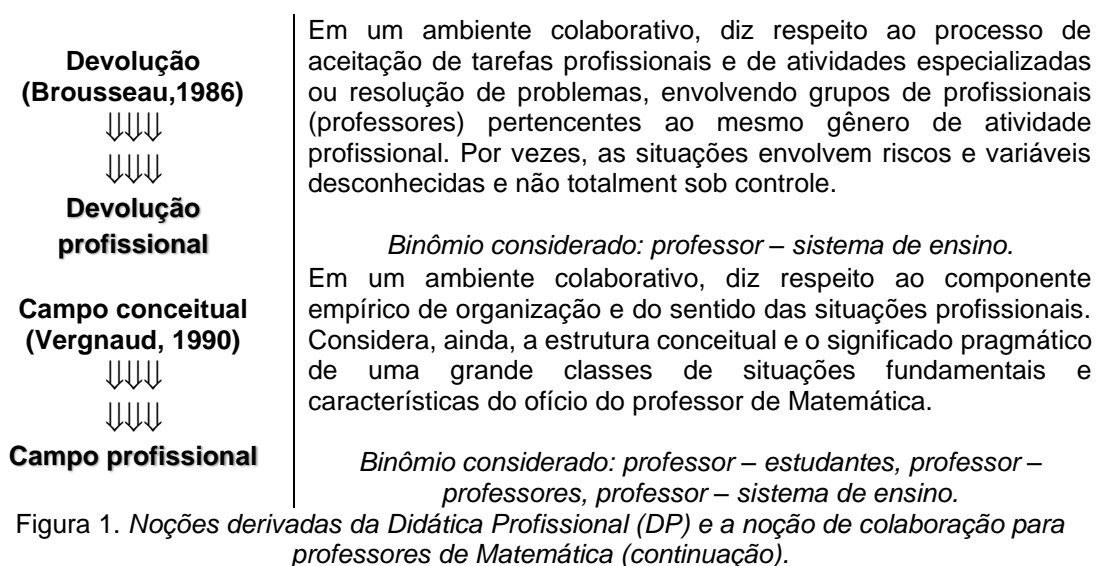 Devolução
(Brousseau,1986)
⇓⇓⇓
⇓⇓⇓
Devolução
profissional
Em um ambiente colaborativo, diz respeito ao processo de
aceitação de tarefas profissionais e de atividades especializadas
ou resolução de problemas, envolvendo grupos de profissionais
(professores) pertencentes ao mesmo gênero de atividade
profissional. Por vezes, as situações envolvem riscos e variáveis
desconhecidas e não totalment sob controle.
Binômio considerado: professor – sistema de ensino.
Campo conceitual
(Vergnaud, 1990)
⇓⇓⇓
⇓⇓⇓
Campo profissional
Em um ambiente colaborativo, diz respeito ao componente
empírico de organização e do sentido das situações profissionais.
Considera, ainda, a estrutura conceitual e o significado pragmático
de uma grande classes de situações fundamentais e
características do ofício do professor de Matemática.
Binômio considerado: professor – estudantes, professor –
professores, professor – sistema de ensino.
Figura 1. Noções derivadas da Didática Profissional (DP) e a noção de colaboração para
professores de Matemática (continuação).